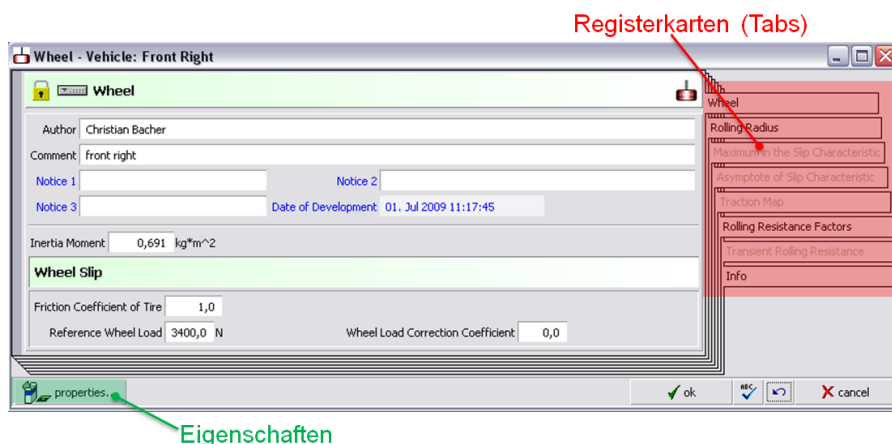 Registerkarten (Tabs)
Wheel - Vehicle: Front Right
Wheel
Wheel
Author Christian Bacher
Rolling Radius
Comment front right
Maximum in the Slip Characteristic
Notice 1 Notice 2
Asymptote of Slip Characteristic
Notice 3 Date of Development 01. Jul 2009 11:17:45
Traction Map
Rolling Resistance Factors
Inertia Moment 0,691 kg*m^2
Transient Rolling Resistance
Wheel Slip
Info
Friction Coefficient of Tire 1,0
Reference Wheel Load 3400,0 N Wheel Load Correction Coefficient 0,0
properties... ok ABC cancel
Eigenschaften